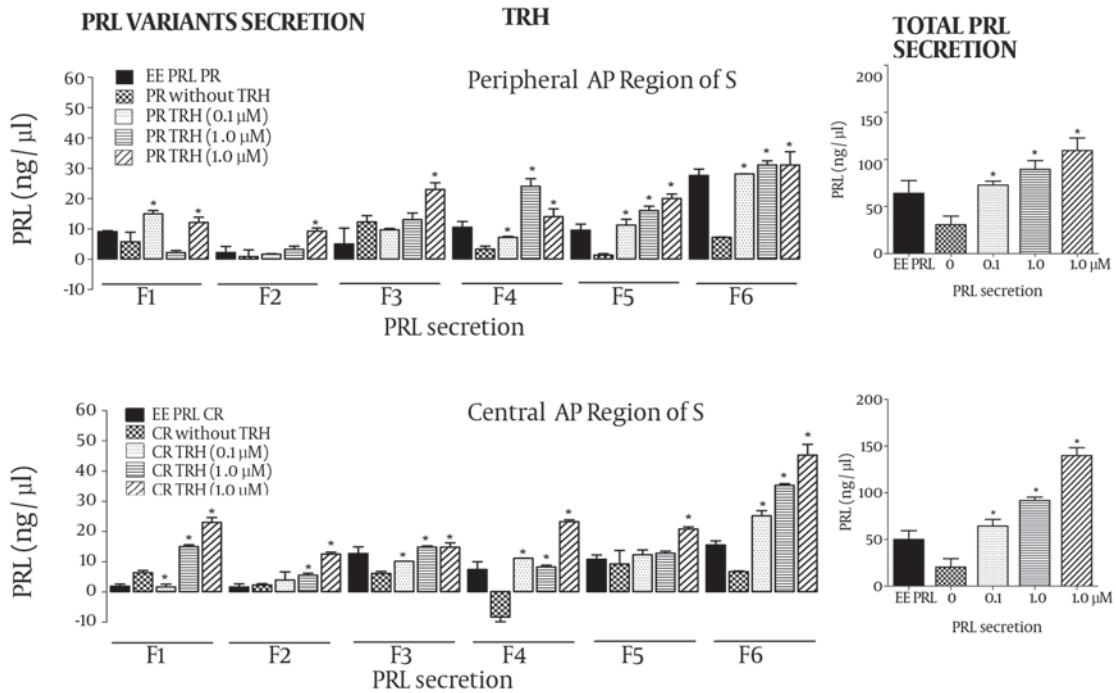 PRL VARIANTS SECRETION
TRH
TOTAL PRL
SECRETION
Peripheral AP Region of S
EE PRL PR
PR without TRH
PR TRH (0.1 µM)
PR TRH (1.0 µM)
PR TRH (1.0 µM)
PRL (ng/ µl)
60
50
40
30
20
10
0
-10
* * * * * * * * * * * * * *
F1 F2 F3 F4 F5 F6
PRL secretion
PRL (ng/ µl)
200
150
100
50
0
* * *
EE PRL 0 0.1 1.0 1.0 µM
PRL secretion
Central AP Region of S
EE PRL CR
CR without TRH
CR TRH (0.1 µM)
CR TRH (1.0 µM)
CR TRH (1.0 µM)
PRL (ng/ µl)
60
50
40
30
20
10
0
-10
* * * * * * * * * * * * * * *
F1 F2 F3 F4 F5 F6
PRL secretion
PRL (ng/ µl)
200
150
100
50
0
* * *
EE PRL 0 0.1 1.0 1.0 µM
PRL secretion